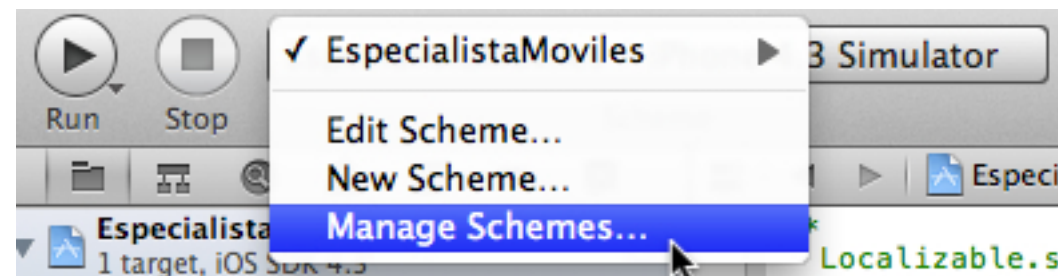 ✓ EspecialistaMoviles ▶
3 Simulator
Run
Stop
Edit Scheme...
New Scheme...
Manage Schemes...
Especi
Especialista
1 target, iOS SDK 4.3
*
Localizable.s